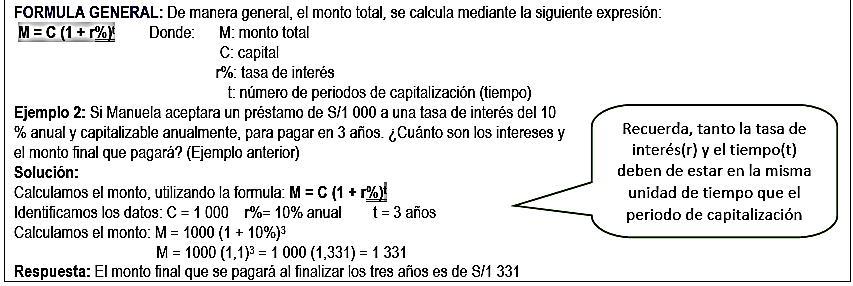 FORMULA GENERAL: De manera general, el monto total, se calcula mediante la siguiente expresión:
M = C (1 + r%)ᵗ Donde: M: monto total
C: capital
r%: tasa de interés
t: número de periodos de capitalización (tiempo)
Ejemplo 2: Si Manuela aceptara un préstamo de S/1 000 a una tasa de interés del 10
% anual y capitalizable anualmente, para pagar en 3 años. ¿Cuánto son los intereses y
el monto final que pagará? (Ejemplo anterior)
Solución:
Calculamos el monto, utilizando la formula: M = C (1 + r%)ᵗ
Identificamos los datos: C = 1 000 r%= 10% anual t = 3 años
Calculamos el monto: M = 1000 (1 + 10%)³
M = 1000 (1,1)³ = 1 000 (1,331) = 1 331
Respuesta: El monto final que se pagará al finalizar los tres años es de S/1 331
Recuerda, tanto la tasa de
interés(r) y el tiempo(t)
deben de estar en la misma
unidad de tiempo que el
periodo de capitalización